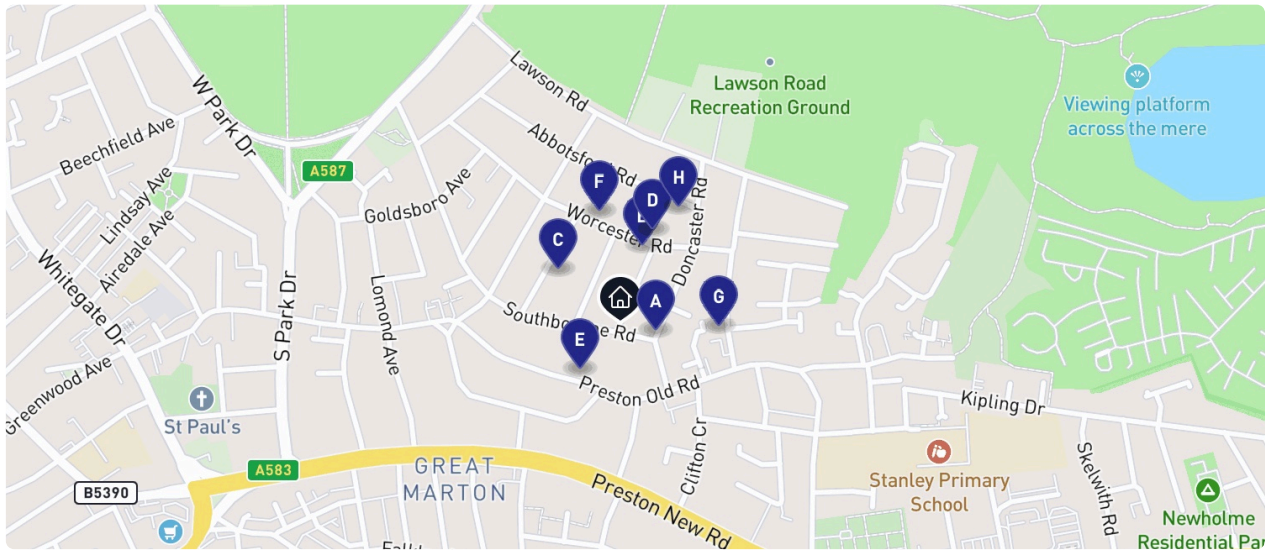 Lawson Rd
Lawson Road
Recreation Ground
Viewing platform
across the mere
W Park Dr
Beechfield Ave
A587
Abbotsford Rd
Lindsay Ave
Airedale Ave
Goldsboro Ave
F
H
D
C
Worcester Rd
Doncaster Rd
Whitegate Dr
S Park Dr
Lomond Ave
A
G
Southbourne Rd
E
Preston Old Rd
Greenwood Ave
St Paul's
Kipling Dr
Clifton Cr
Stanley Primary
School
Skelwith Rd
A583
B5390
GREAT
MARTON
Preston New Rd
Newholme
Residential Par